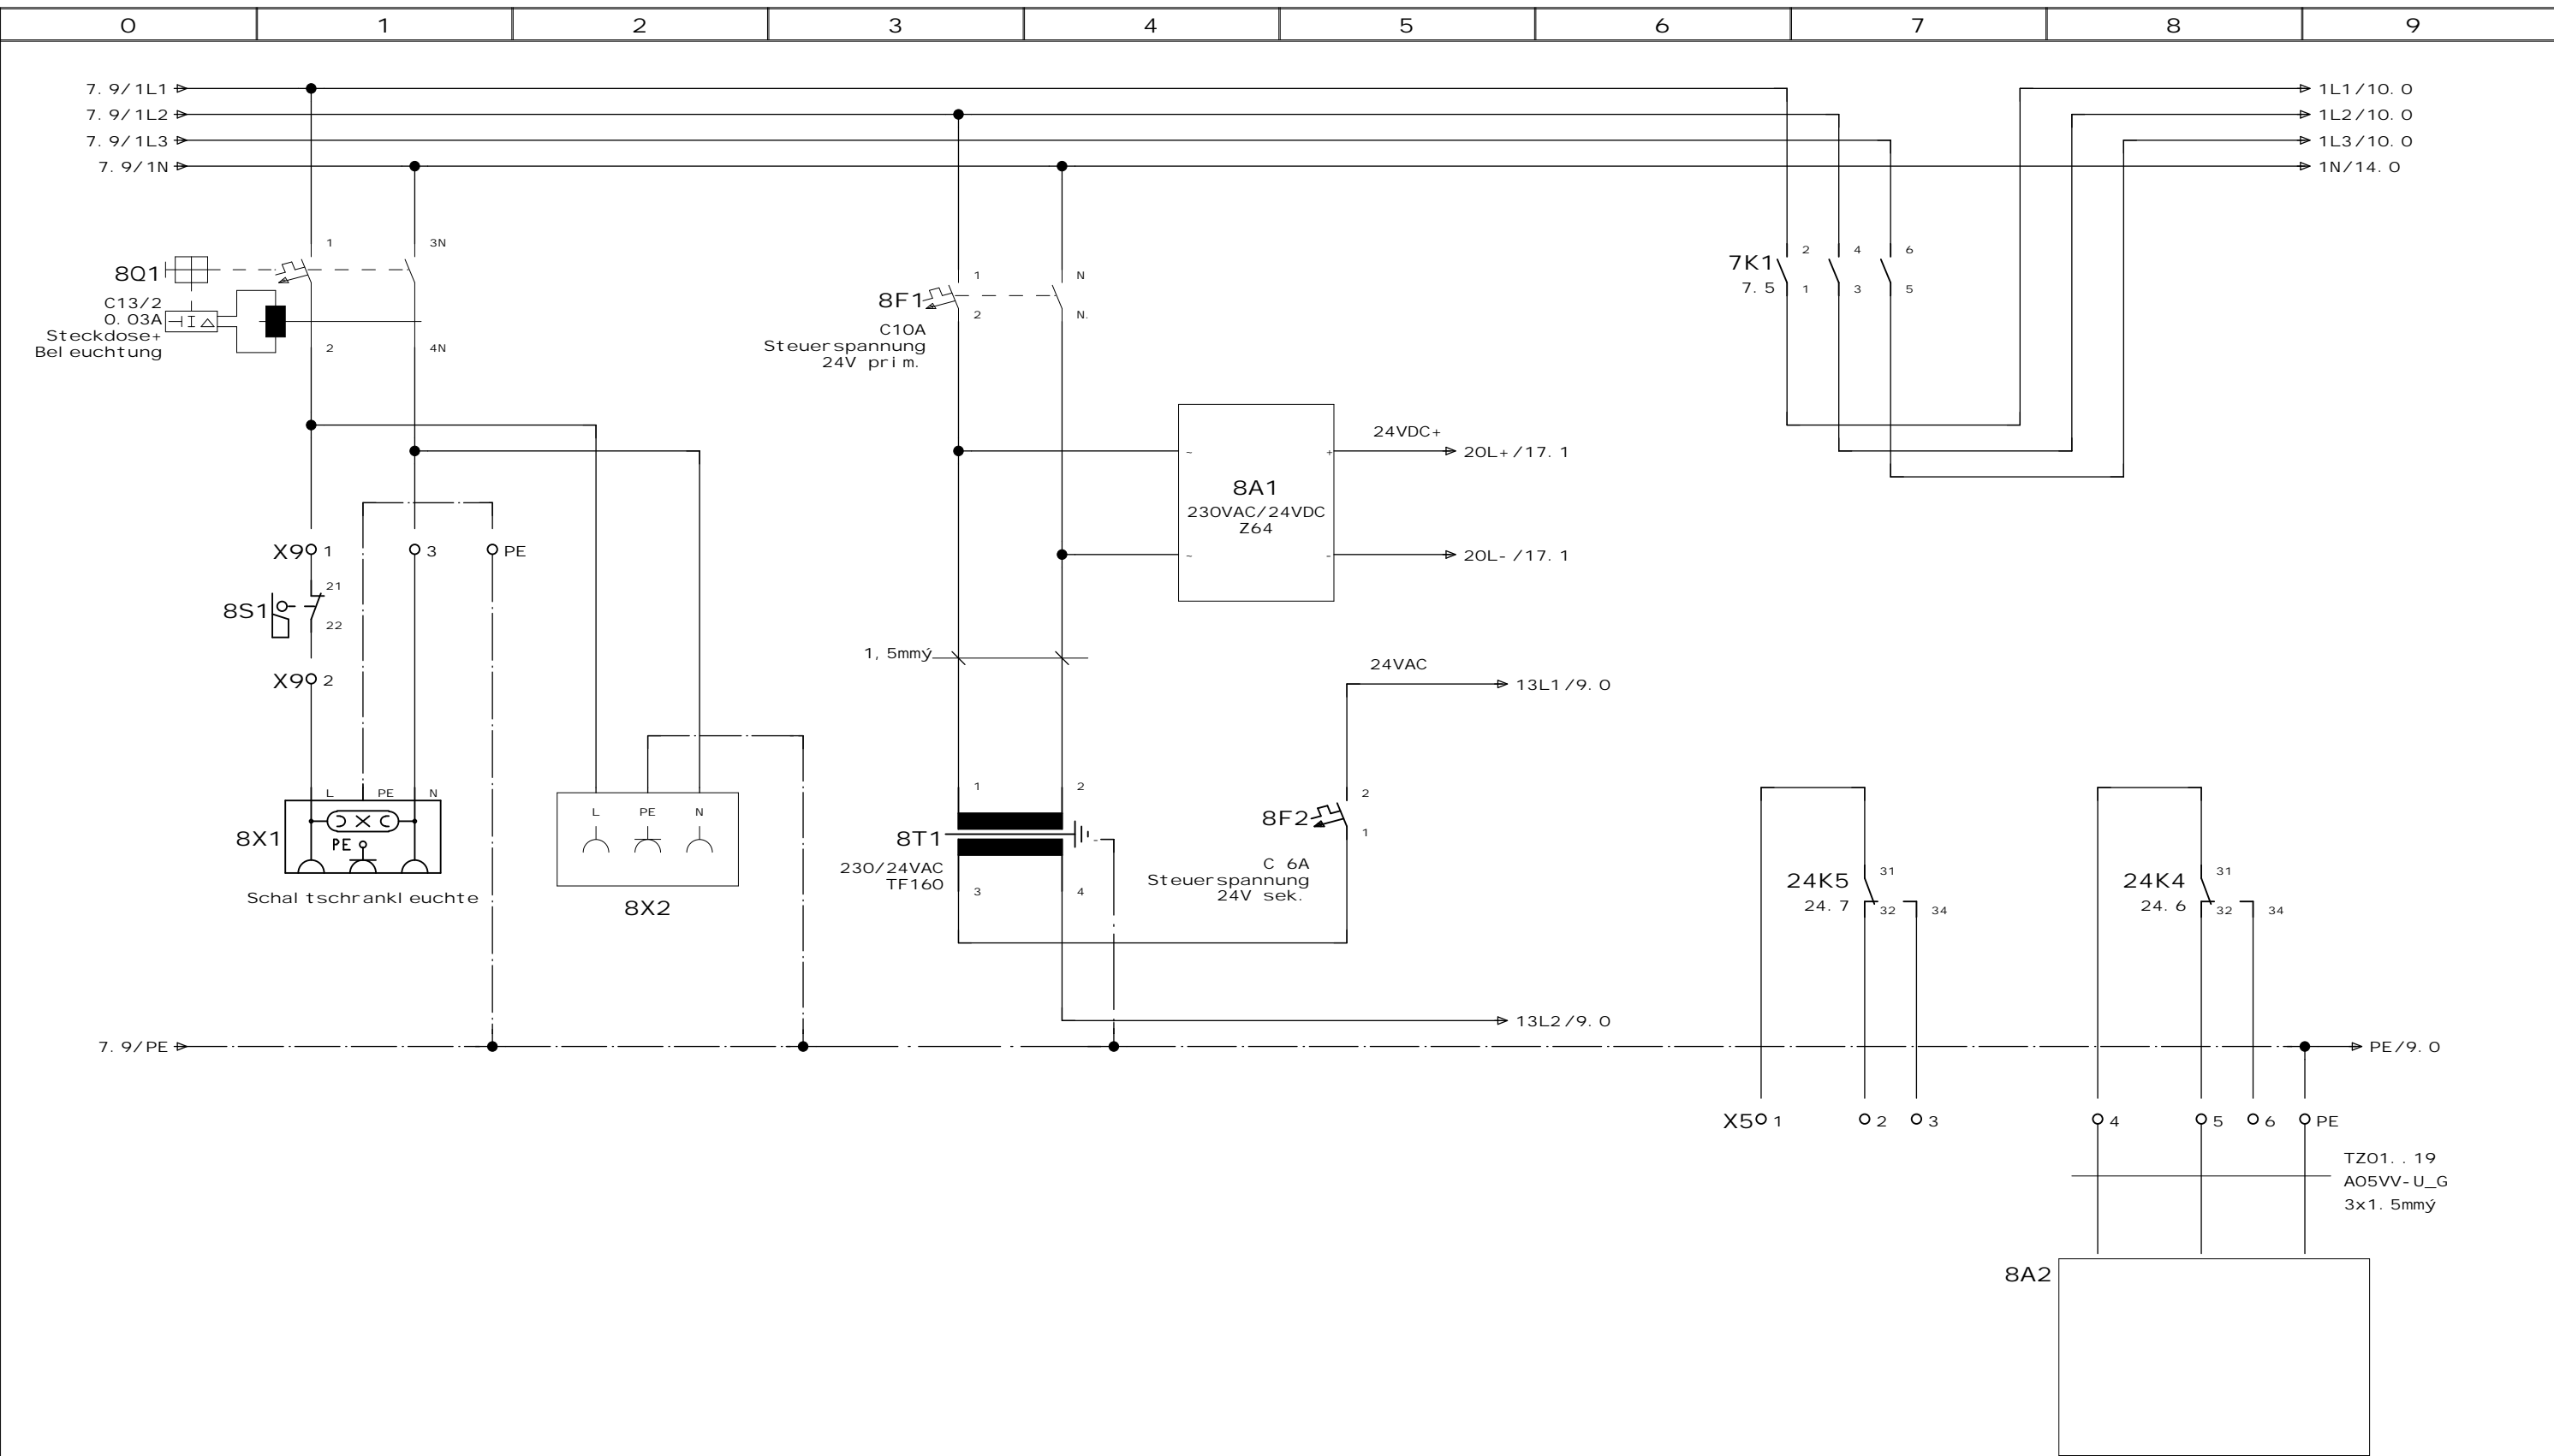 0 1 2 3 4 5 6 7 8 9
7.9/1L1
1L1/10.0
7.9/1L2
1L2/10.0
7.9/1L3
1L3/10.0
7.9/1N
1N/14.0
8Q1
1
3N
C13/2
0.03A
Steckdose+
Beleuchtung
2
4N
8F1
1
N
2
N.
C10A
Steuerspannung
24V prim.
7K1
7.5
2
4
6
1
3
5
24VDC+
~
+
20L+/17.1
8A1
230VAC/24VDC
Z64
~
-
20L-/17.1
X9
1
3
PE
8S1
21
22
X9
2
1,5mmý
24VAC
13L1/9.0
L
PE
N
8X1
PE
Schaltschrankleuchte
L
PE
N
8X2
1
2
8T1
230/24VAC
TF160
3
4
8F2
2
1
C 6A
Steuerspannung
24V sek.
24K5
24.7
31
32
34
24K4
24.6
31
32
34
13L2/9.0
7.9/PE
PE/9.0
X5
1
2
3
4
5
6
PE
TZ01..19
A05VV-U_G
3x1.5mmý
8A2